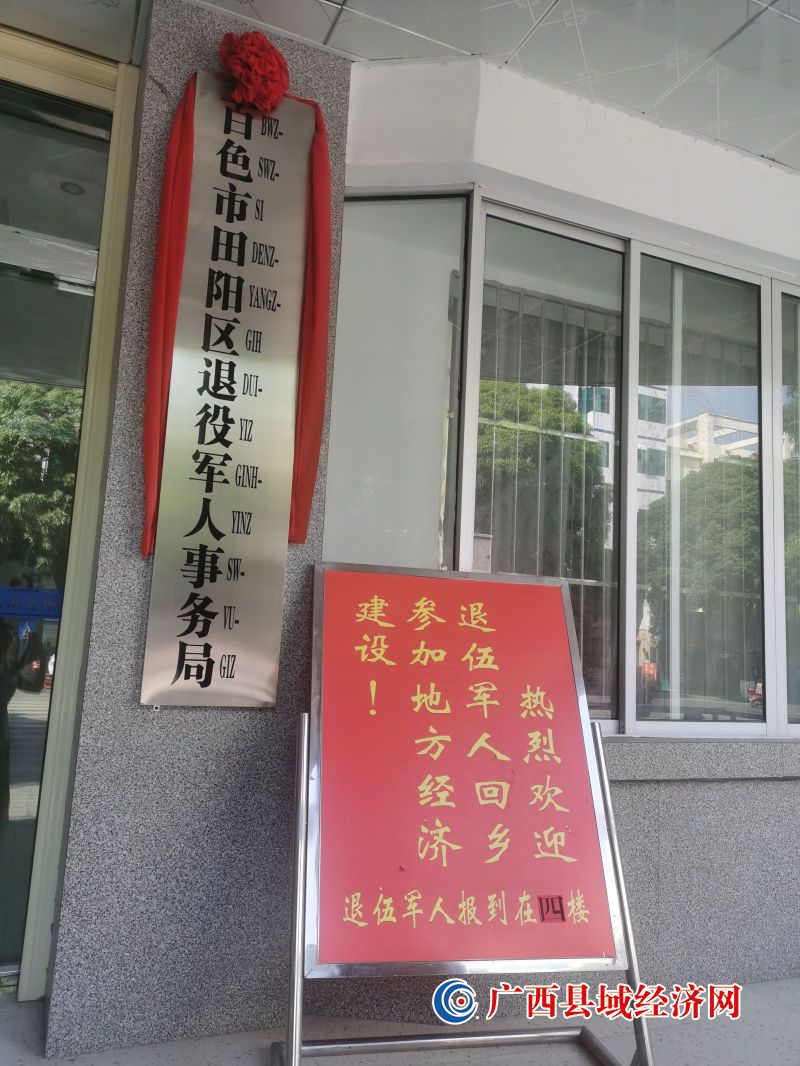 百色市田阳区退役军人事务局
BWZ-
SWZ-
SI
DENZ-
YANGZ-
GIH
DUI-
YIZ
GINH-
YINZ
SW-
VU-
GIZ
热烈欢迎
退伍军人回乡
参加地方经济
建设！
退伍军人报到在四楼
广西县域经济网